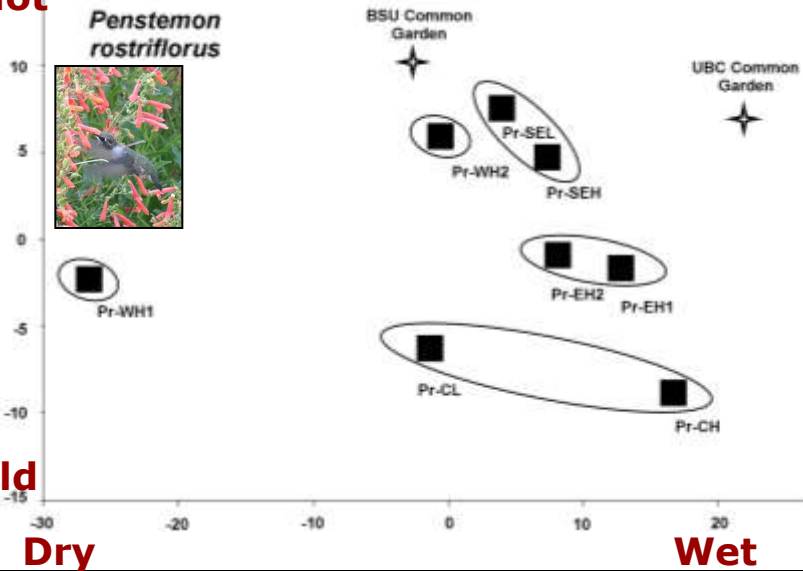 ot
Penstemon
rostriflorus
BSU Common
Garden
UBC Common
Garden
10
Pr-SEL
5
Pr-WH2
Pr-SEH
0
Pr-EH2
Pr-WH1
Pr-EH1
-5
Pr-CL
-10
Pr-CH
ld
-15
-30
-20
-10
0
10
20
Dry
Wet